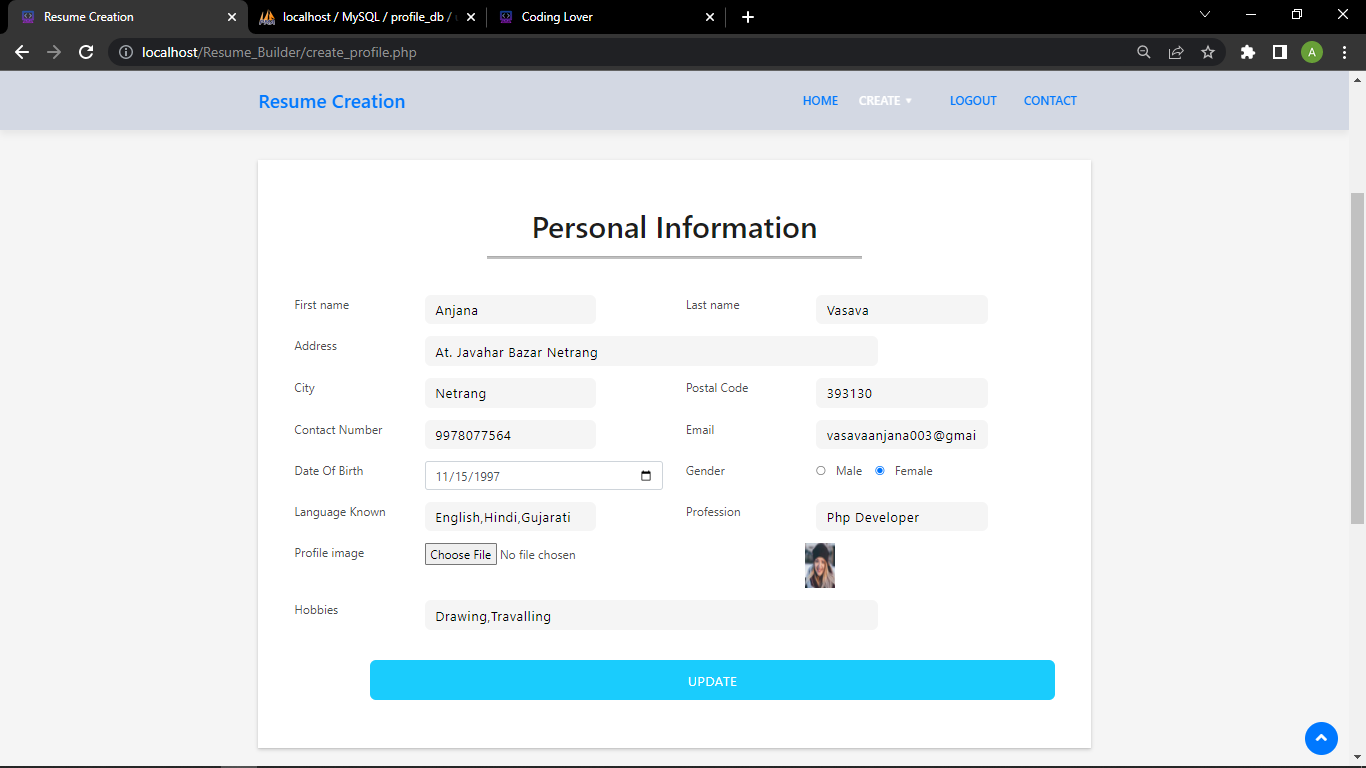 Resume Creation
localhost / MySQL / profile_db /
Coding Lover
localhost/Resume_Builder/create_profile.php
A
Resume Creation
HOME CREATE LOGOUT CONTACT
Personal Information
First name Anjana Last name Vasava
Address At. Javahar Bazar Netrang
City Netrang Postal Code 393130
Contact Number 9978077564 Email vasavaanjana003@gmai
Date Of Birth 11/15/1997 Gender Male Female
Language Known English,Hindi,Gujarati Profession Php Developer
Profile image Choose File No file chosen
Hobbies Drawing,Travalling
UPDATE